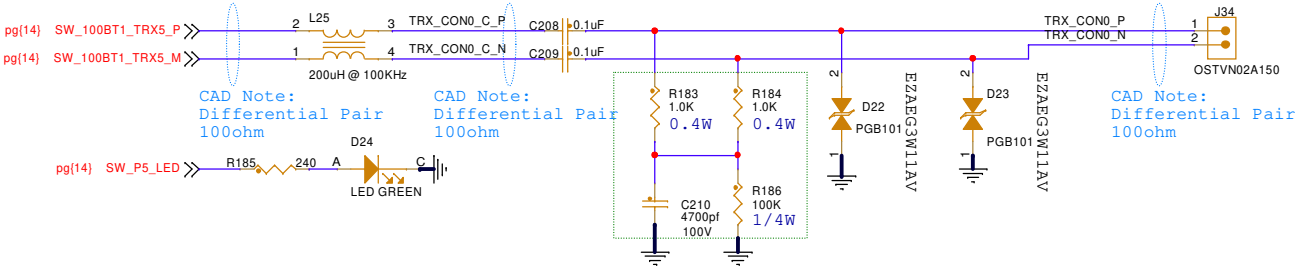 pg{14} SW_100BT1_TRX5_P
pg{14} SW_100BT1_TRX5_M
2
L25
3
1
4
200uH @ 100KHz
TRX_CON0_C_P
TRX_CON0_C_N
C208
0.1uF
C209
0.1uF
TRX_CON0_P
TRX_CON0_N
J34
1
2
OSTVN02A150
CAD Note:
Differential Pair
100ohm
CAD Note:
Differential Pair
100ohm
CAD Note:
Differential Pair
100ohm
R183
1.0K
0.4W
R184
1.0K
0.4W
2
D22
PGB101
1
EZAEG3W11AV
2
D23
PGB101
1
EZAEG3W11AV
pg{14} SW_P5_LED
R185
240
A
D24
C
LED GREEN
C210
4700pf
100V
R186
100K
1/4W